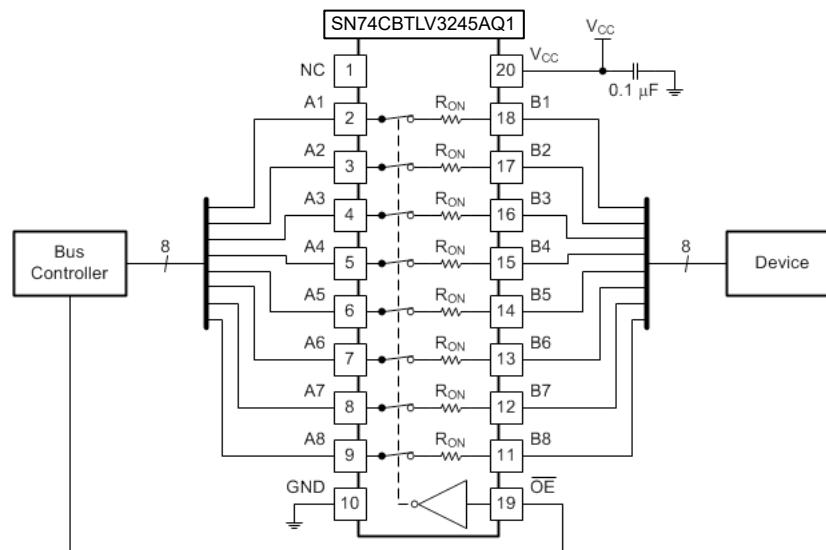 SN74CBTLV3245AQ1
NC 1 20 VCC VCC
0.1 μF
A1 2 RON 18 B1
A2 3 RON 17 B2
A3 4 RON 16 B3
A4 5 RON 15 B4
A5 6 RON 14 B5
A6 7 RON 13 B6
A7 8 RON 12 B7
A8 9 RON 11 B8
GND 10 19 OE
Bus
Controller
8
8
Device